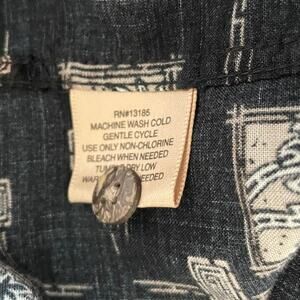 RN#13185
MACHINE WASH COLD
GENTLE CYCLE
USE ONLY NON-CHLORINE
BLEACH WHEN NEEDED
DRY LOW
NEEDED